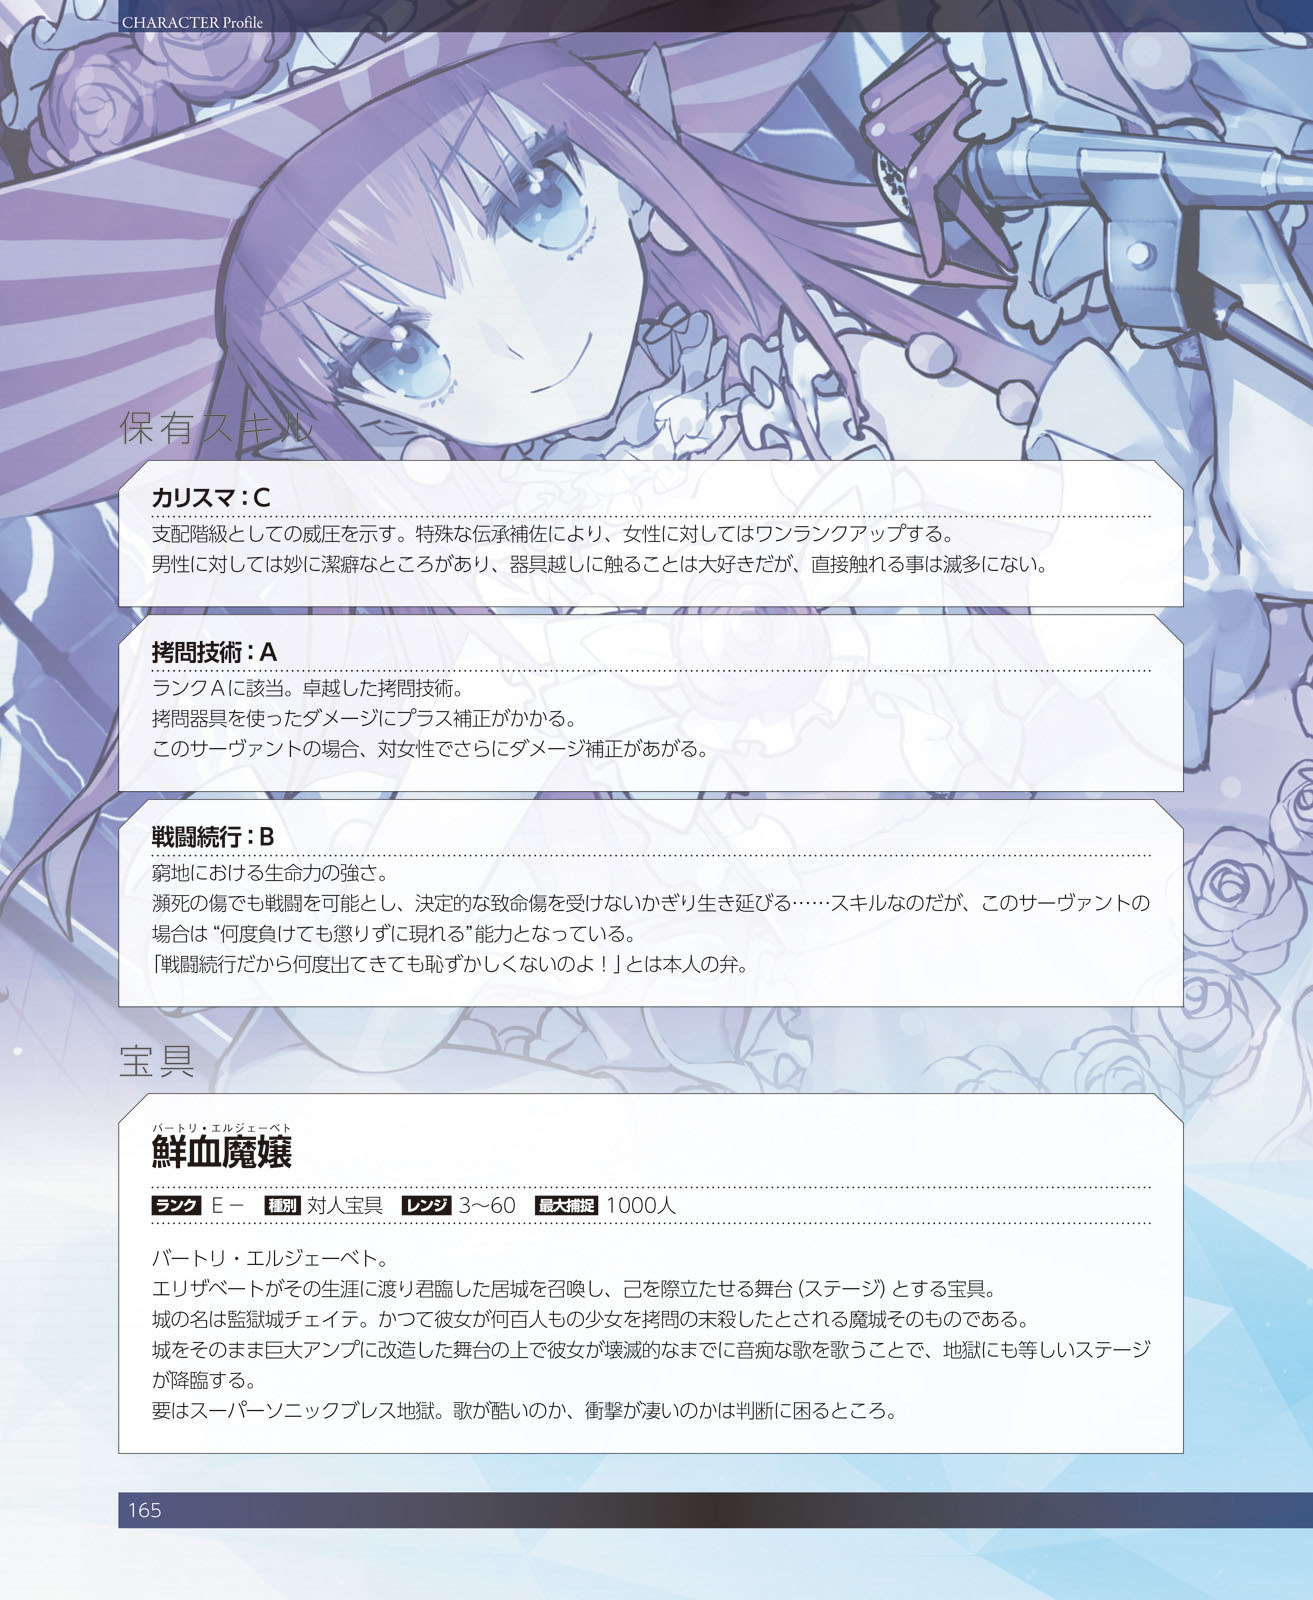 CHARACTER Profile
保有スキル
カリスマ：C
支配階級としての威圧を示す。特殊な伝承補佐により、女性に対してはワンランクアップする。
男性に対しては妙に潔癖なところがあり、器具越しに触ることは大好きだが、直接触れる事は滅多にない。
拷問技術：A
ランクＡに該当。卓越した拷問技術。
拷問器具を使ったダメージにプラス補正がかかる。
このサーヴァントの場合、対女性でさらにダメージ補正があがる。
戦闘続行：B
窮地における生命力の強さ。
瀕死の傷でも戦闘を可能とし、決定的な致命傷を受けないかぎり生き延びる……スキルなのだが、このサーヴァントの
場合は“何度負けても懲りずに現れる”能力となっている。
「戦闘続行だから何度出てきても恥ずかしくないのよ！」とは本人の弁。
宝具
バートリ・エルジェーベト
鮮血魔嬢
ランク E－ 種別 対人宝具 レンジ 3～60 最大捕捉 1000人
バートリ・エルジェーベト。
エリザベートがその生涯に渡り君臨した居城を召喚し、己を際立たせる舞台（ステージ）とする宝具。
城の名は監獄城チェイテ。かつて彼女が何百人もの少女を拷問の末殺したとされる魔城そのものである。
城をそのまま巨大アンプに改造した舞台の上で彼女が壊滅的なまでに音痴な歌を歌うことで、地獄にも等しいステージ
が降臨する。
要はスーパーソニックブレス地獄。歌が酷いのか、衝撃が凄いのかは判断に困るところ。
165